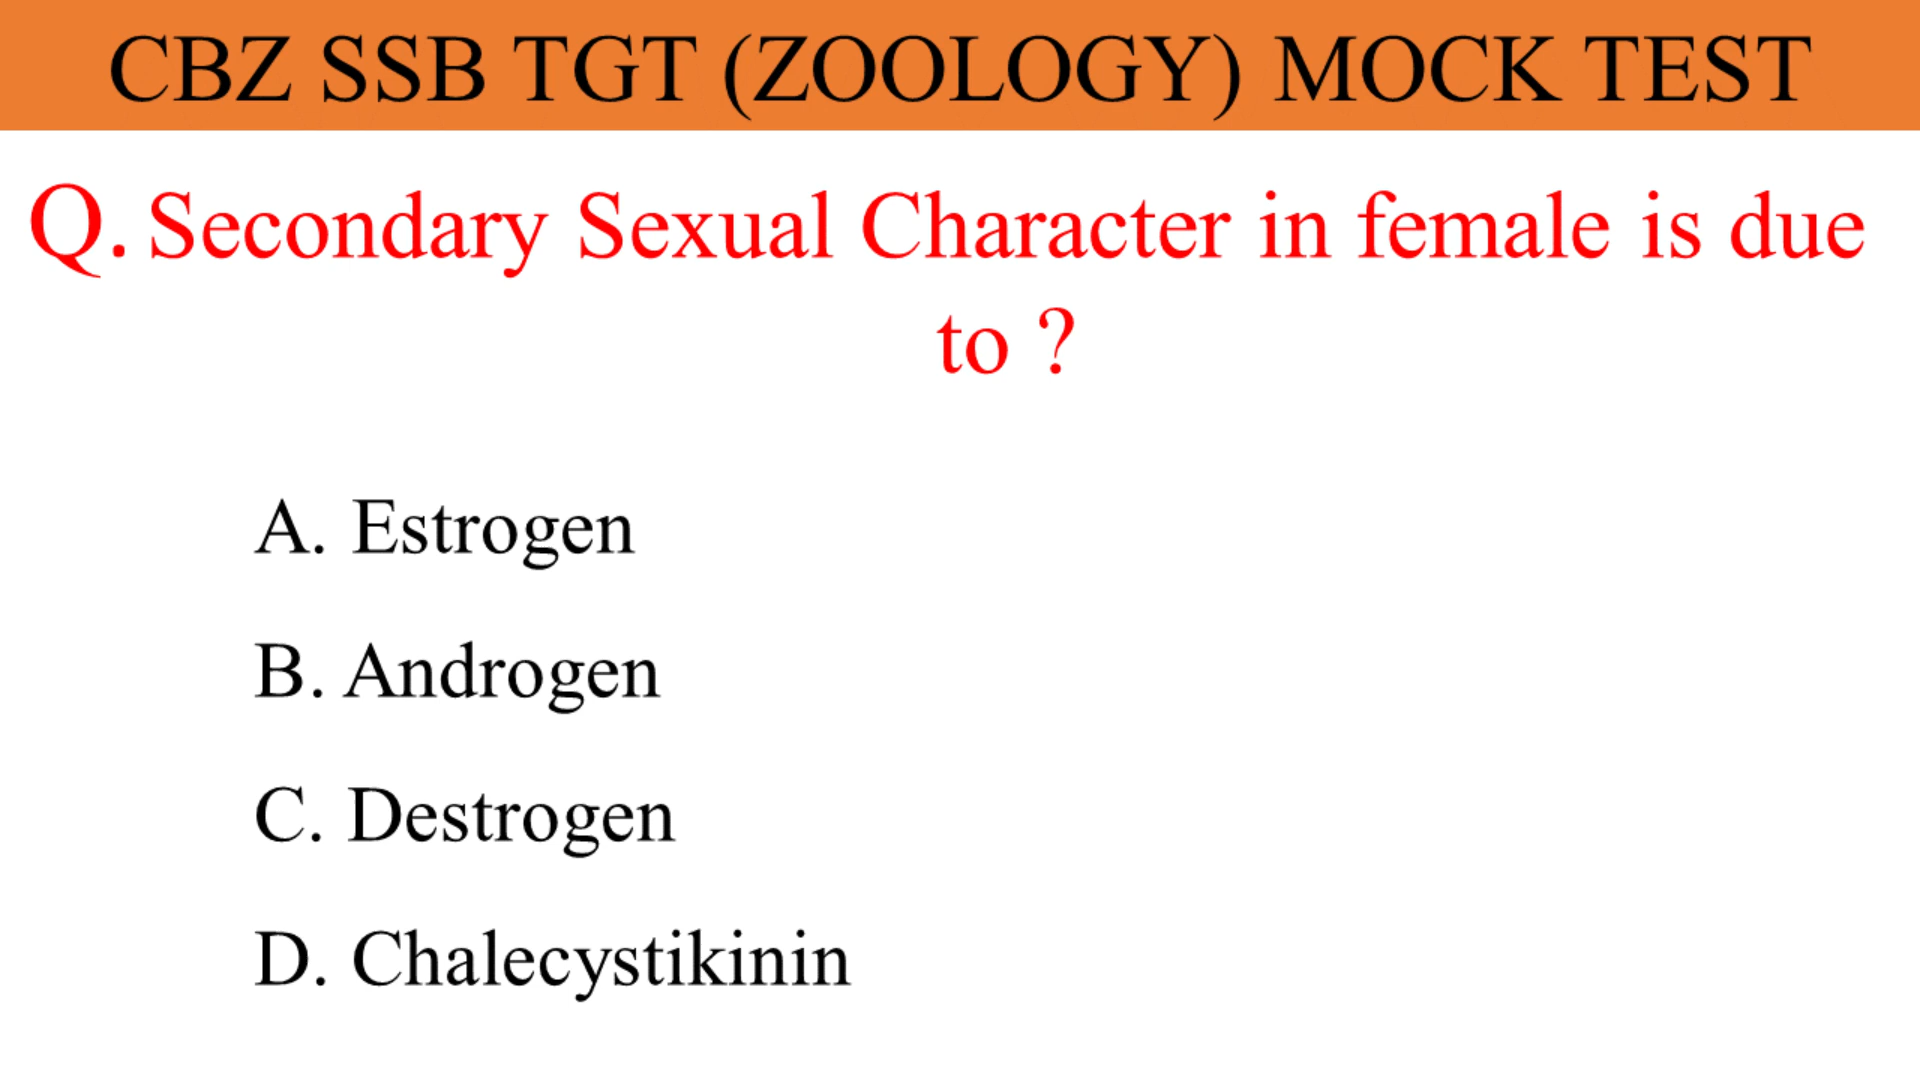 CBZ SSB TGT (ZOOLOGY) MOCK TEST
Q. Secondary Sexual Character in female is due
to ?
A. Estrogen
B. Androgen
C. Destrogen
D. Chalecystikinin